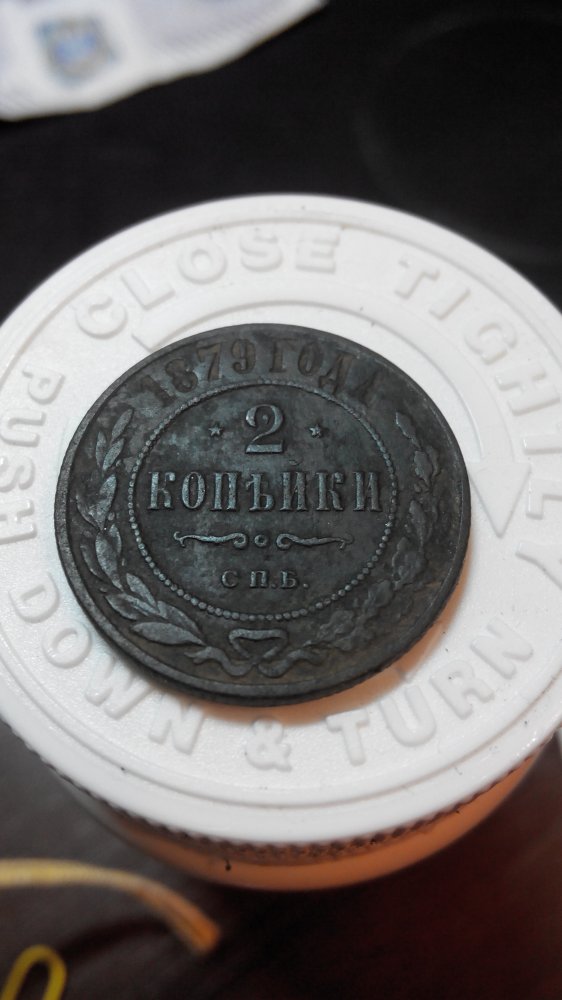 CLOSE TIGHTLY
PUSH DOWN & TURN
1879 ГОДА
2
КОПѢЙКИ
С.П.Б.